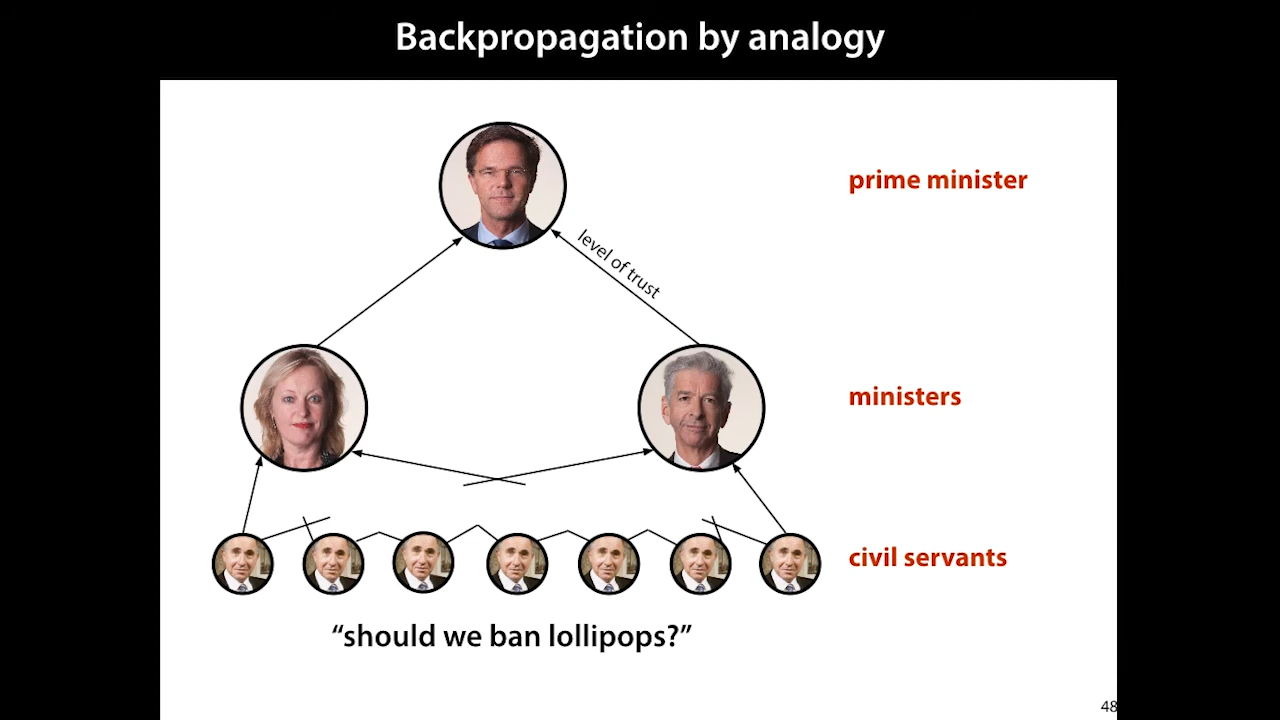 Backpropagation by analogy
prime minister
level of trust
ministers
civil servants
“should we ban lollipops?”
48